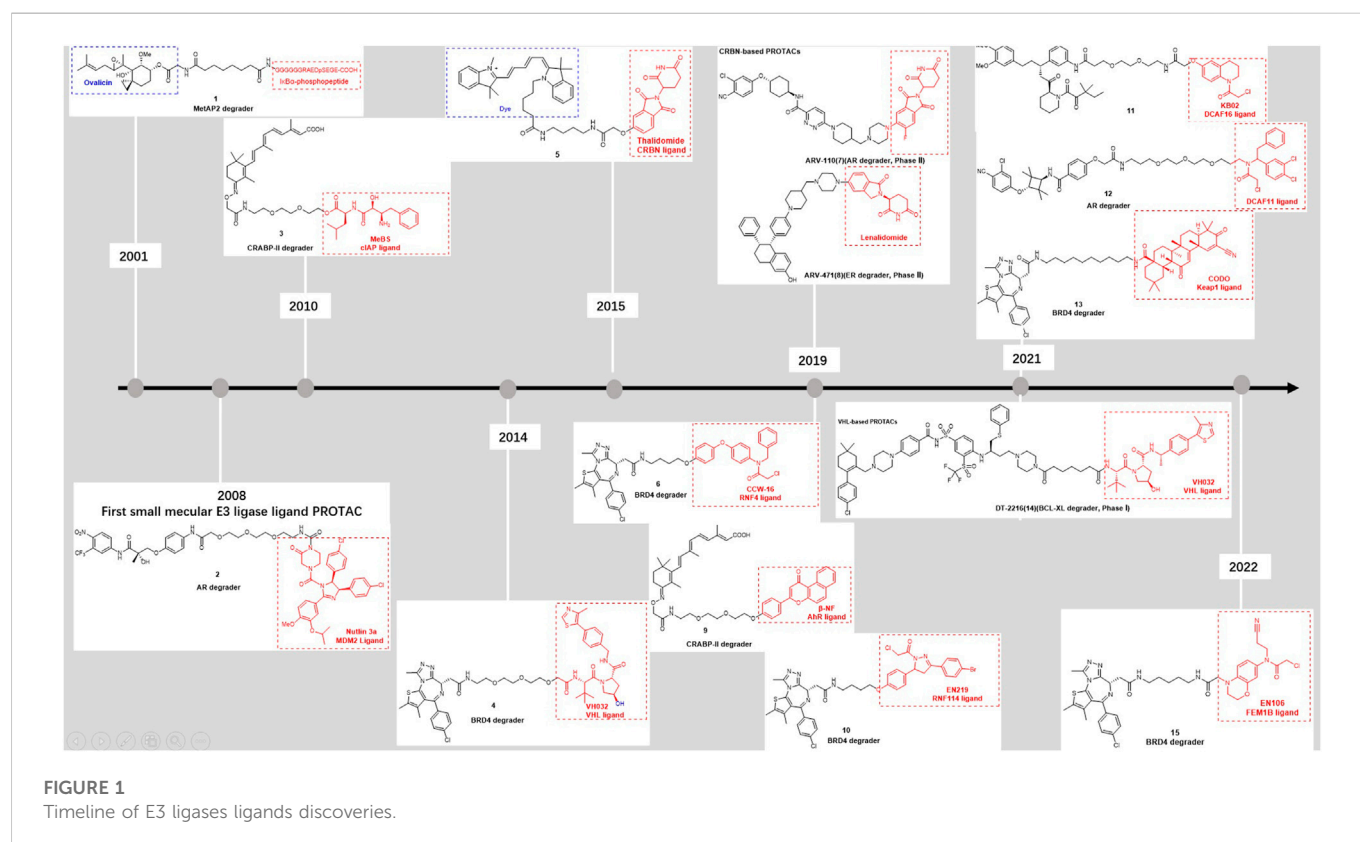 Ovalicin
GGGGGGRAEDpSEGE-COOH
IκBα-phosphopeptide
1
MetAP2 degrader
COOH
3
CRABP-II degrader
MeBS
cIAP ligand
Dye
5
Thalidomide
CRBN ligand
CRBN-based PROTACs
ARV-110(7)(AR degrader, Phase II)
Lenalidomide
ARV-471(8)(ER degrader, Phase II)
11
KB02
DCAF16 ligand
12
AR degrader
DCAF11 ligand
13
BRD4 degrader
CODO
Keap1 ligand
2001
2010
2015
2019
2021
2008
First small mecular E3 ligase ligand PROTAC
2
AR degrader
Nutlin 3a
MDM2 Ligand
2014
4
BRD4 degrader
VH032
VHL ligand
6
BRD4 degrader
CCW-16
RNF4 ligand
COOH
9
CRABP-II degrader
β-NF
AhR ligand
10
BRD4 degrader
EN219
RNF114 ligand
VHL-based PROTACs
DT-2216(14)(BCL-XL degrader, Phase I)
VH032
VHL ligand
2022
15
BRD4 degrader
EN106
FEM1B ligand
FIGURE 1
Timeline of E3 ligases ligands discoveries.